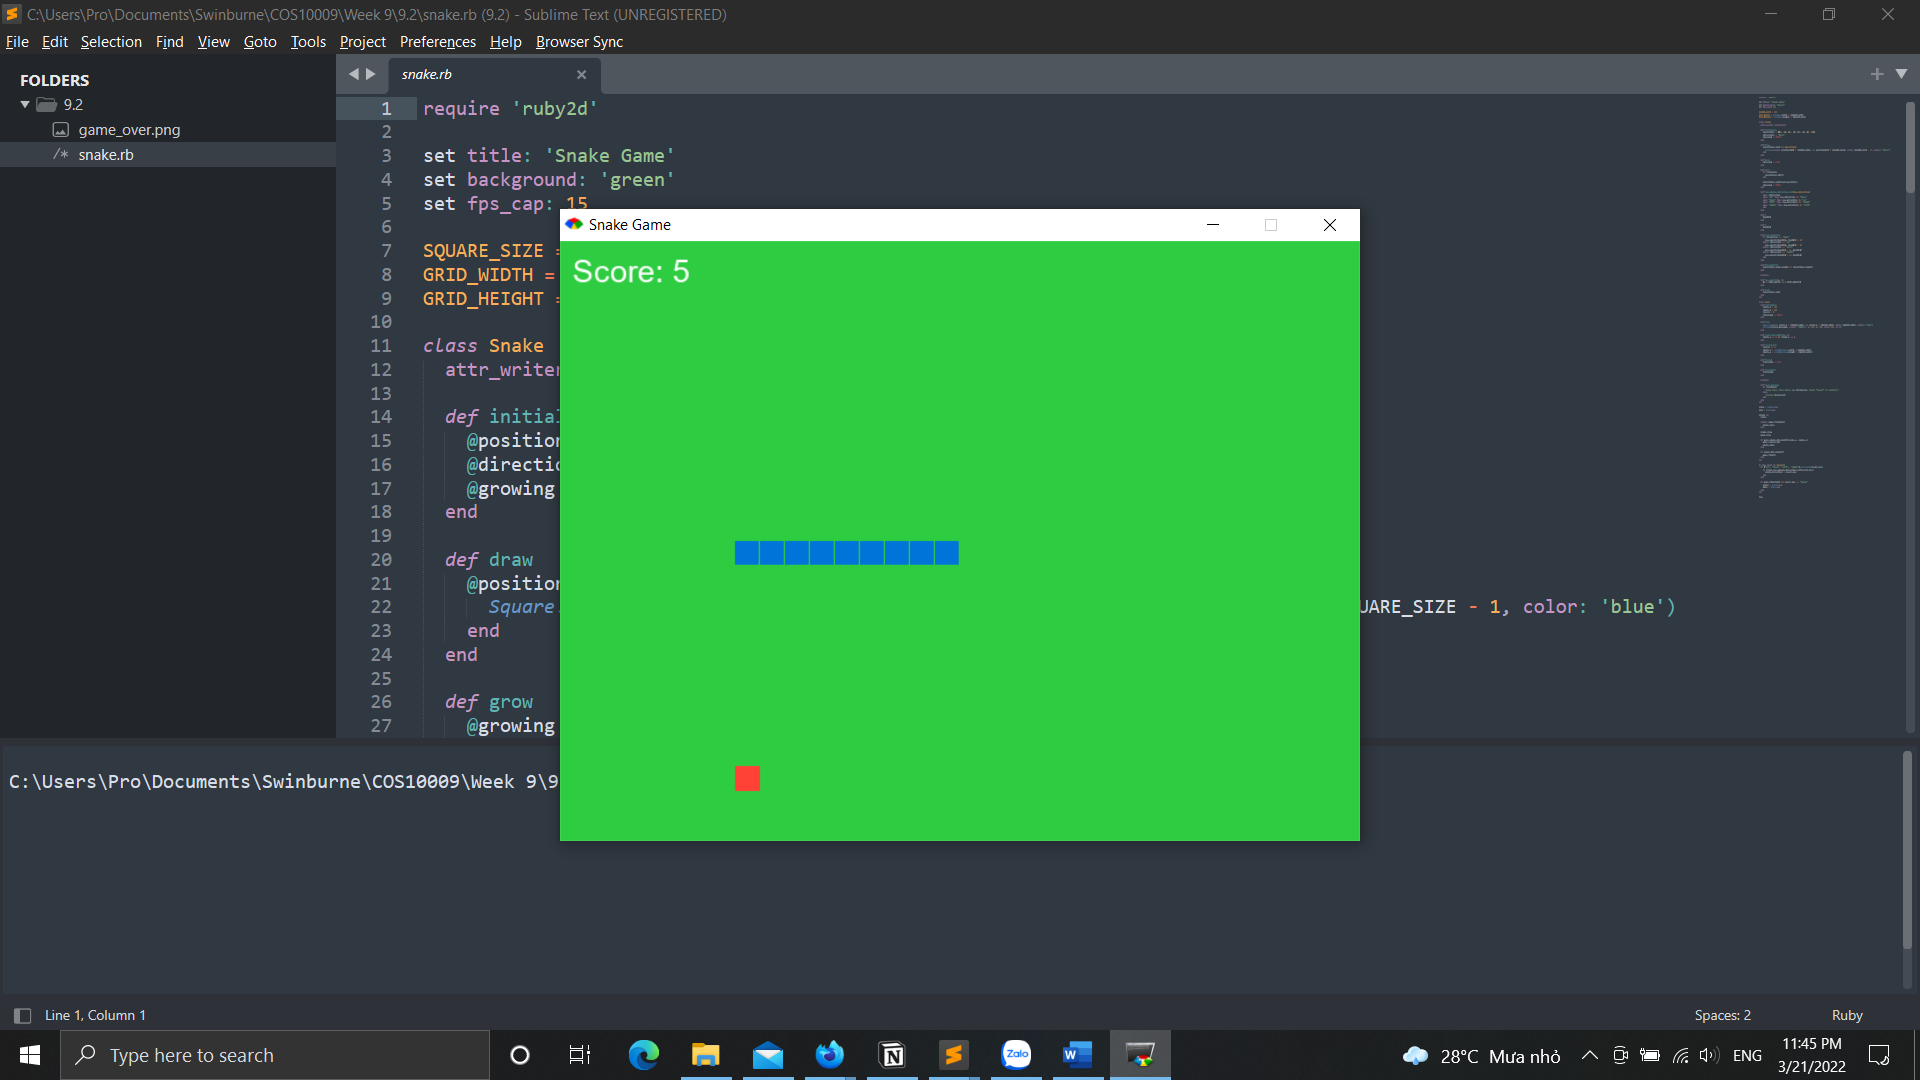 C:\Users\Pro\Documents\Swinburne\COS10009\Week 9\9.2\snake.rb (9.2) - Sublime Text (UNREGISTERED)
File Edit Selection Find View Goto Tools Project Preferences Help Browser Sync
FOLDERS
9.2
game_over.png
/* snake.rb
snake.rb
1 require 'ruby2d'
2
3 set title: 'Snake Game'
4 set background: 'green'
5 set fps_cap: 15
6
7 SQUARE_SIZE =
8 GRID_WIDTH =
9 GRID_HEIGHT =
10
11 class Snake
12 attr_writer
13
14 def initial
15 @position
16 @directio
17 @growing
18 end
19
20 def draw
21 @position
22 Square UARE_SIZE - 1, color: 'blue')
23 end
24 end
25
26 def grow
27 @growing
Snake Game
Score: 5
C:\Users\Pro\Documents\Swinburne\COS10009\Week 9\9
Line 1, Column 1
Spaces: 2 Ruby
Type here to search
Zalo
28°C Mưa nhỏ
ENG
11:45 PM
3/21/2022